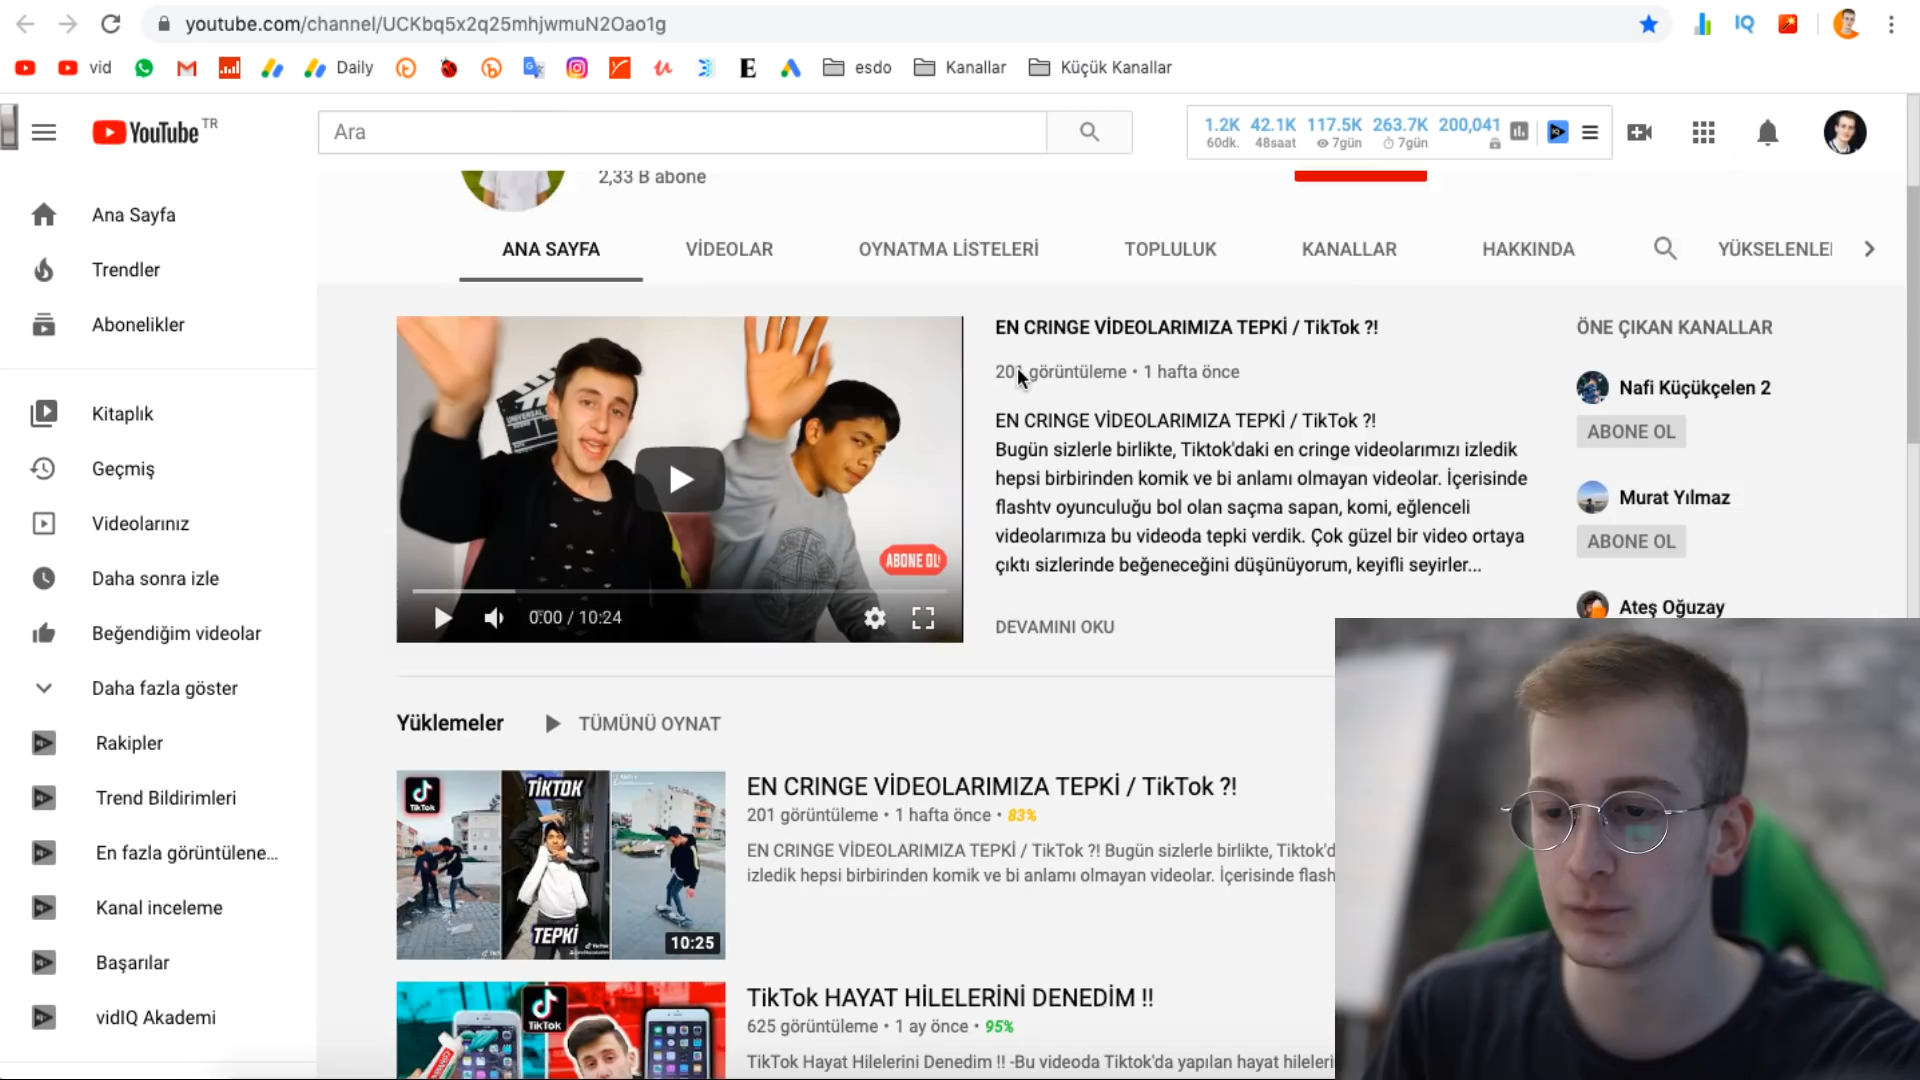 youtube.com/channel/UCKbq5x2q25mhjwmuN2Oao1g
IQ
vid
Daily
E
esdo
Kanallar
Küçük Kanallar
YouTube TR
Ara
1.2K 42.1K 117.5K 263.7K 200,041
60dk. 48saat 7gün 7gün
2,33 B abone
ANA SAYFA
VİDEOLAR
OYNATMA LİSTELERİ
TOPLULUK
KANALLAR
HAKKINDA
YÜKSELENLE
Ana Sayfa
Trendler
Abonelikler
Kitaplık
Geçmiş
Videolarınız
Daha sonra izle
Beğendiğim videolar
Daha fazla göster
Rakipler
Trend Bildirimleri
En fazla görüntülene...
Kanal inceleme
Başarılar
vidIQ Akademi
UNIVERSAL
ABONE OL!
0:00 / 10:24
EN CRINGE VİDEOLARIMIZA TEPKİ / TikTok ?!
201 görüntüleme • 1 hafta önce
EN CRINGE VİDEOLARIMIZA TEPKİ / TikTok ?!
Bugün sizlerle birlikte, Tiktok'daki en cringe videolarımızı izledik
hepsi birbirinden komik ve bi anlamı olmayan videolar. İçerisinde
flashtv oyunculuğu bol olan saçma sapan, komi, eğlenceli
videolarımıza bu videoda tepki verdik. Çok güzel bir video ortaya
çıktı sizlerinde beğeneceğini düşünüyorum, keyifli seyirler...
DEVAMINI OKU
ÖNE ÇIKAN KANALLAR
Nafi Küçükçelen 2
ABONE OL
Murat Yılmaz
ABONE OL
Ateş Oğuzay
Yüklemeler
TÜMÜNÜ OYNAT
TikTok
TİKTOK
TEPKİ
10:25
EN CRINGE VİDEOLARIMIZA TEPKİ / TikTok ?!
201 görüntüleme • 1 hafta önce • 83%
EN CRINGE VİDEOLARIMIZA TEPKİ / TikTok ?! Bugün sizlerle birlikte, Tiktok'd
izledik hepsi birbirinden komik ve bi anlamı olmayan videolar. İçerisinde flash
TikTok
TikTok HAYAT HİLELERİNİ DENEDİM !!
625 görüntüleme • 1 ay önce • 95%
TikTok Hayat Hilelerini Denedim !! -Bu videoda Tiktok'da yapılan hayat hileleri